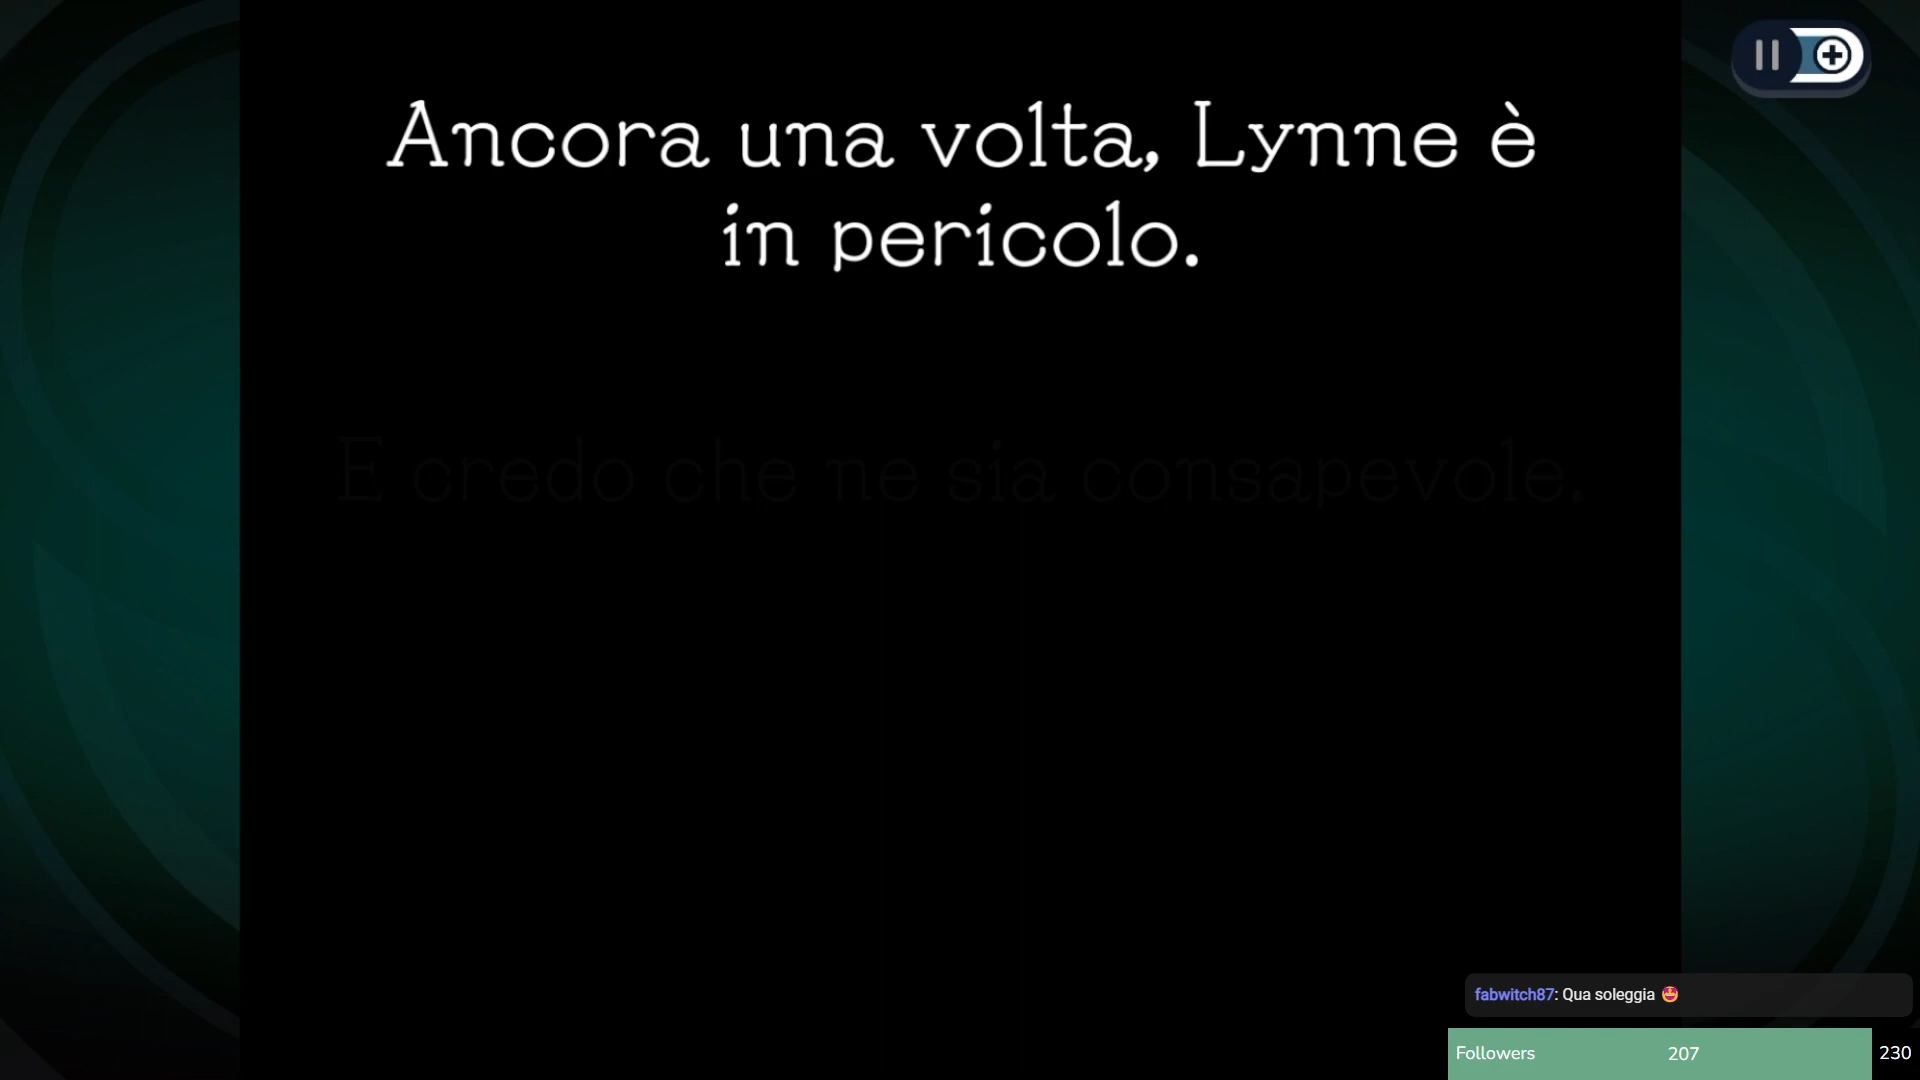 Ancora una volta, Lynne è
in pericolo.
E credo che ne sia consapevole.
fabwitch87: Qua soleggia 🤩
Followers 207 230